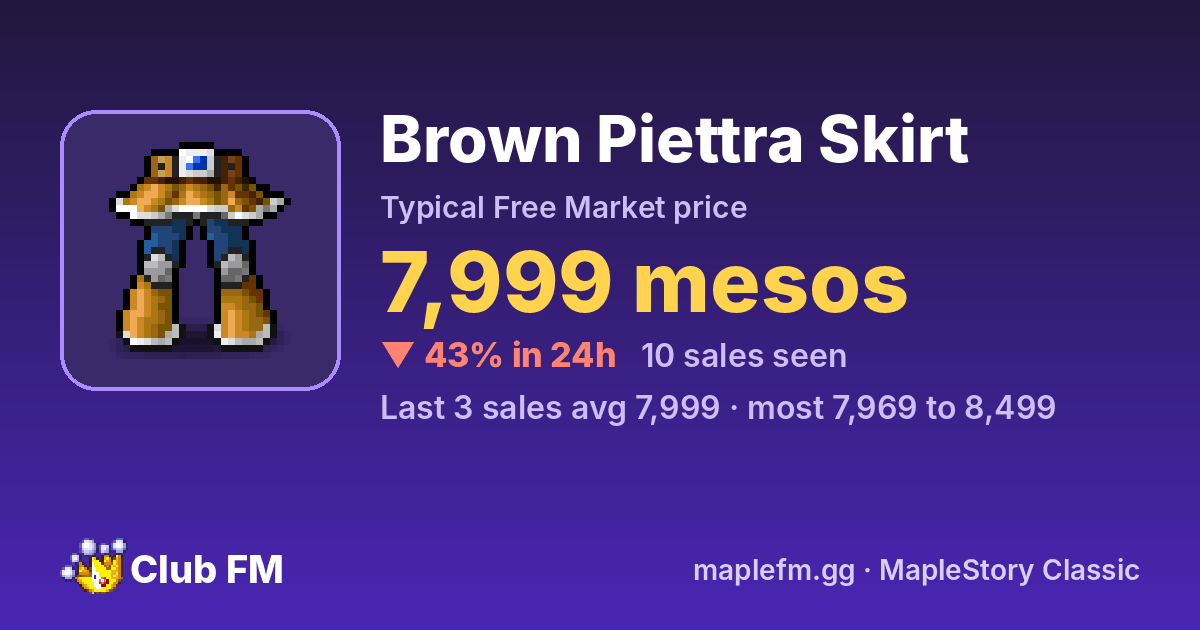 Brown Piettra Skirt
Typical Free Market price
7,999 mesos
▼ 43% in 24h 10 sales seen
Last 3 sales avg 7,999 · most 7,969 to 8,499
Club FM
maplefm.gg · MapleStory Classic